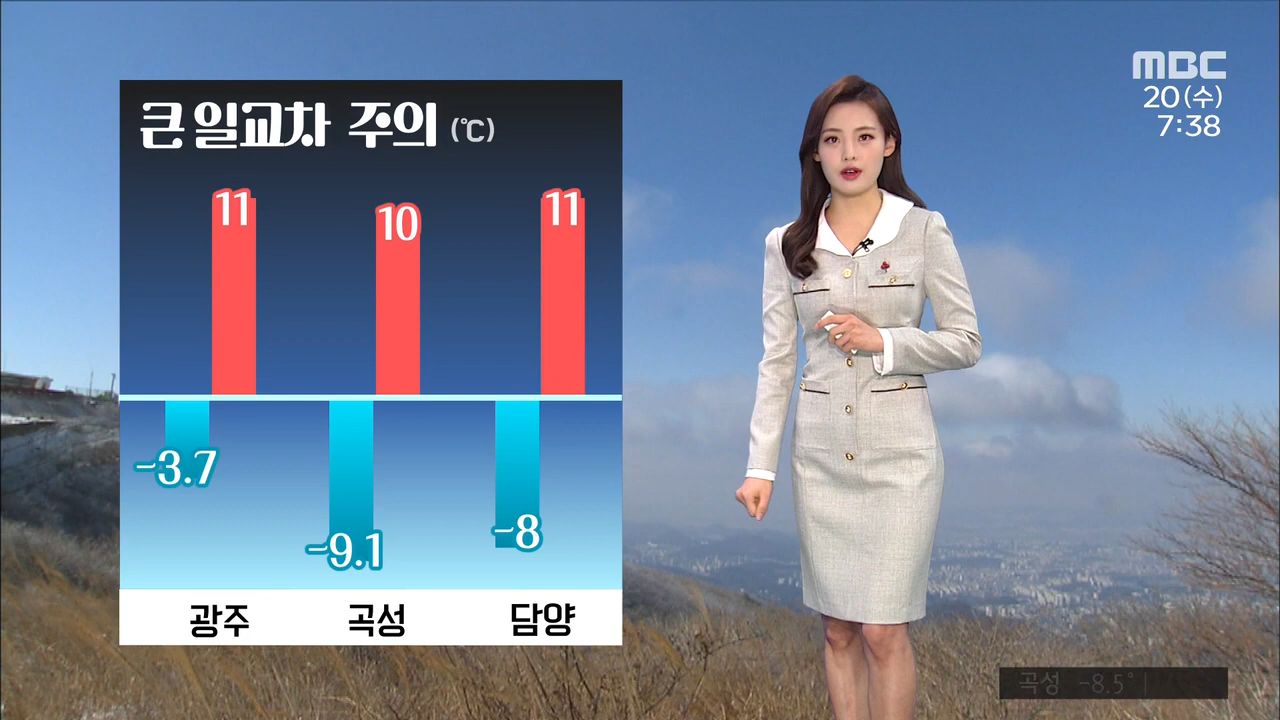 MBC
20(수)
7:38
큰 일교차 주의 (℃)
11
10
11
-3.7
-9.1
-8
광주
곡성
담양
곡성 -8.5°